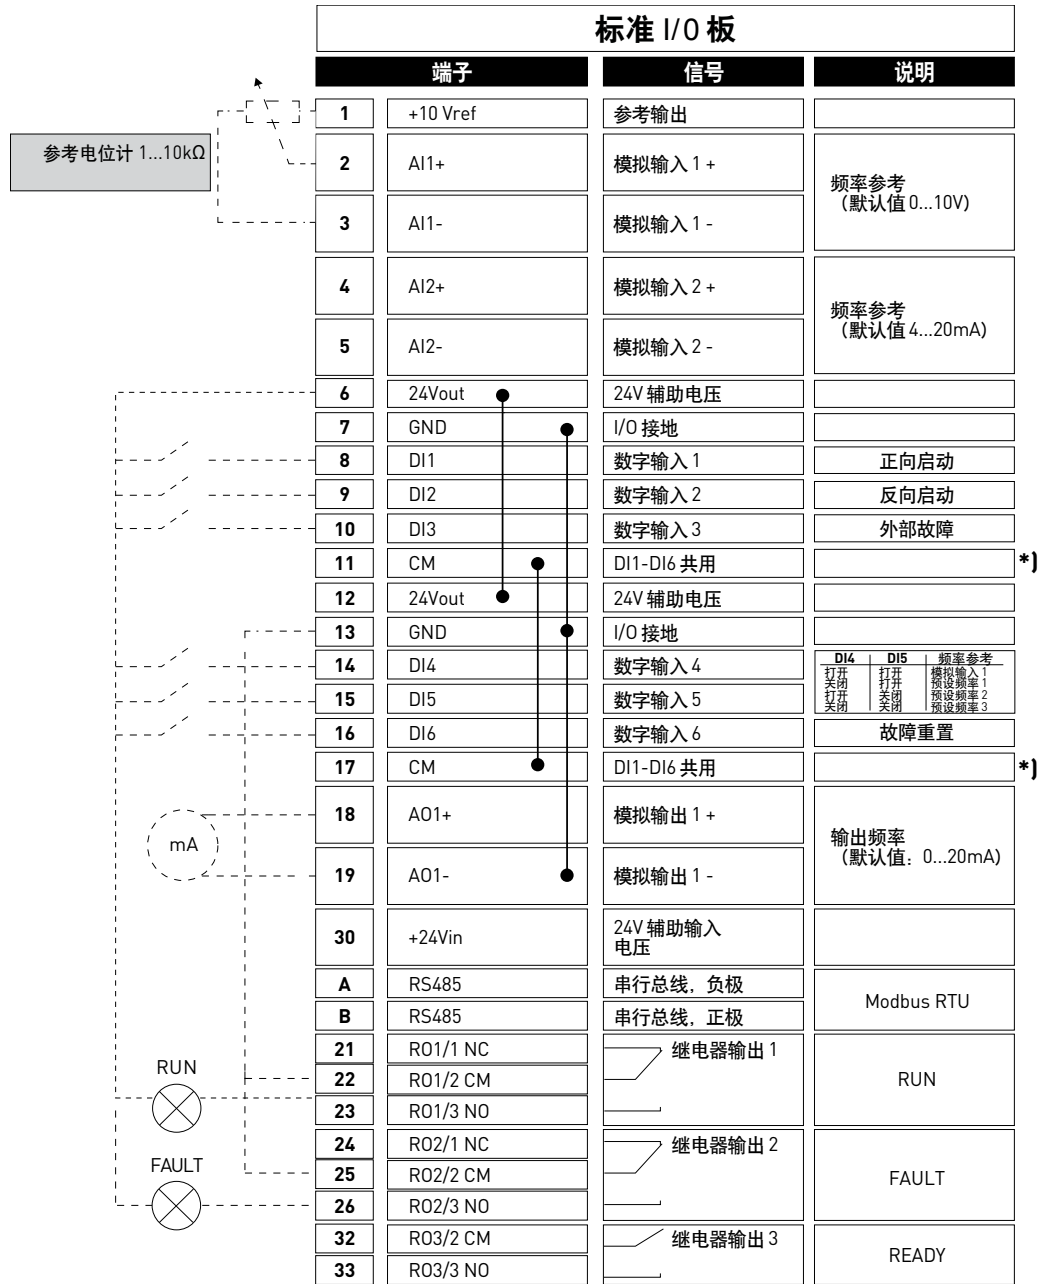 标准 I/O 板
端子 信号 说明
1 +10 Vref 参考输出
参考电位计 1...10kΩ
2 AI1+ 模拟输入 1 +
频率参考
(默认值 0...10V)
3 AI1- 模拟输入 1 -
4 AI2+ 模拟输入 2 +
频率参考
(默认值 4...20mA)
5 AI2- 模拟输入 2 -
6 24Vout 24V 辅助电压
7 GND I/O 接地
8 DI1 数字输入 1 正向启动
9 DI2 数字输入 2 反向启动
10 DI3 数字输入 3 外部故障
11 CM DI1-DI6 共用 *)
12 24Vout 24V 辅助电压
13 GND I/O 接地
14 DI4 数字输入 4
DI4 DI5 频率参考
打开 打开 模拟输入 1
关闭 打开 预设频率 1
打开 关闭 预设频率 2
关闭 关闭 预设频率 3
15 DI5 数字输入 5
16 DI6 数字输入 6 故障重置
17 CM DI1-DI6 共用 *)
18 AO1+ 模拟输出 1 +
mA
输出频率
(默认值：0...20mA)
19 AO1- 模拟输出 1 -
30 +24Vin 24V 辅助输入
电压
A RS485 串行总线，负极
Modbus RTU
B RS485 串行总线，正极
21 RO1/1 NC 继电器输出 1
RUN
22 RO1/2 CM RUN
23 RO1/3 NO
24 RO2/1 NC 继电器输出 2
FAULT
25 RO2/2 CM FAULT
26 RO2/3 NO
32 RO3/2 CM 继电器输出 3
READY
33 RO3/3 NO